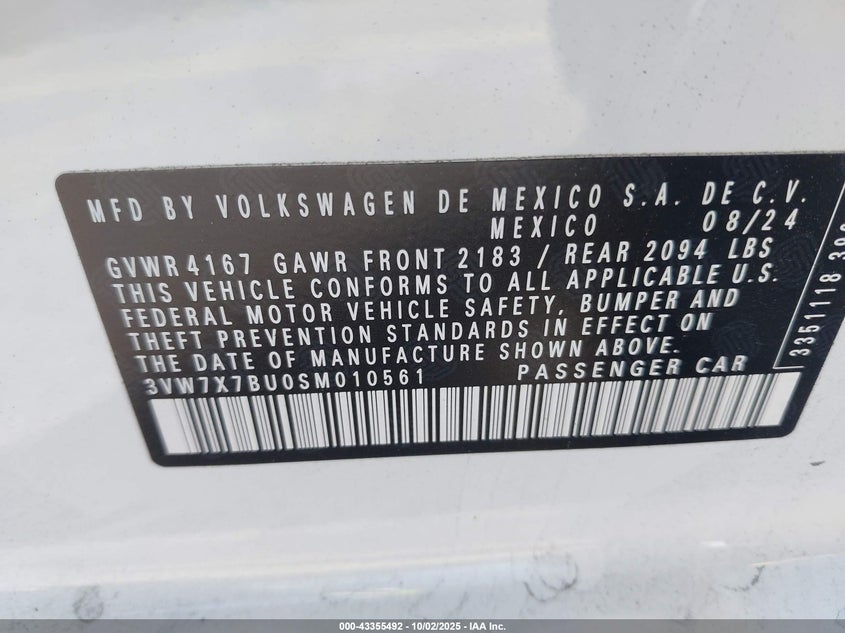 MFD BY VOLKSWAGEN DE MEXICO S.A. DE C.V.
MEXICO 08/24
GVWR 4167 GAWR FRONT 2183 / REAR 2094 LBS
THIS VEHICLE CONFORMS TO ALL APPLICABLE U.S.
FEDERAL MOTOR VEHICLE SAFETY, BUMPER AND
THEFT PREVENTION STANDARDS IN EFFECT ON
THE DATE OF MANUFACTURE SHOWN ABOVE.
3VW7X7BU0SM010561 PASSENGER CAR
3351118
000-43355492 - 10/02/2025 - IAA Inc.